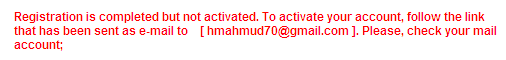 Registration is completed but not activated. To activate your account, follow the link
that has been sent as e-mail to [ hmahmud70@gmail.com ]. Please, check your mail
account;